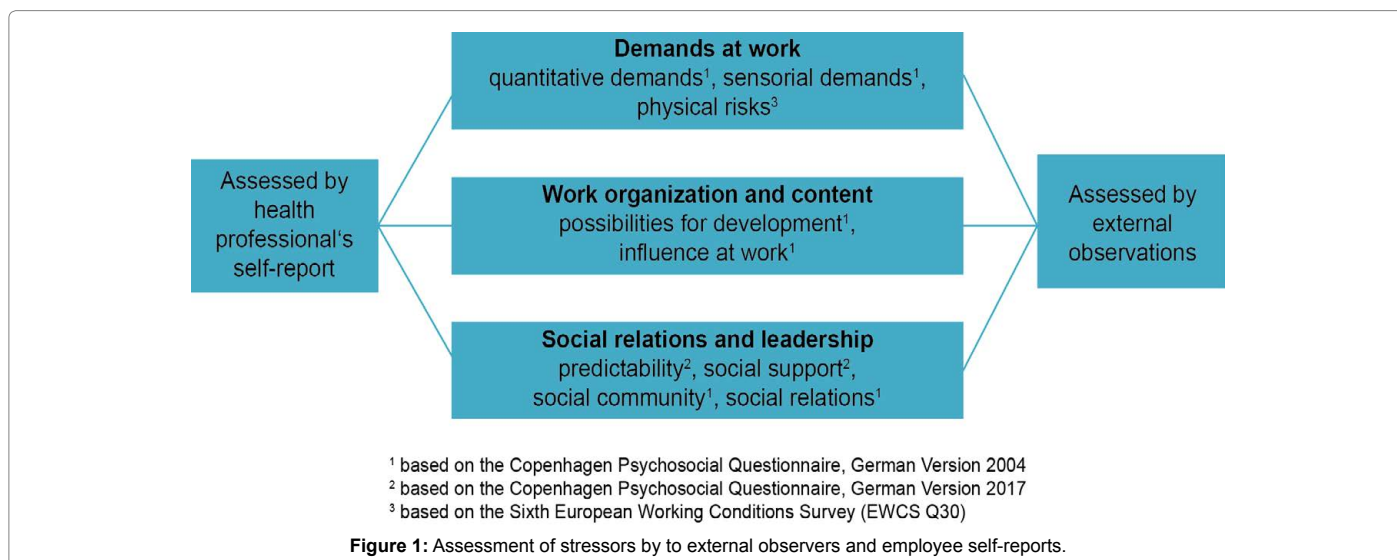 Demands at work
quantitative demands¹, sensorial demands¹,
physical risks³
Assessed by
health
professional‘s
self-report
Work organization and content
possibilities for development¹,
influence at work¹
Assessed by
external
observations
Social relations and leadership
predictability², social support²,
social community¹, social relations¹
¹ based on the Copenhagen Psychosocial Questionnaire, German Version 2004
² based on the Copenhagen Psychosocial Questionnaire, German Version 2017
³ based on the Sixth European Working Conditions Survey (EWCS Q30)
Figure 1: Assessment of stressors by to external observers and employee self-reports.